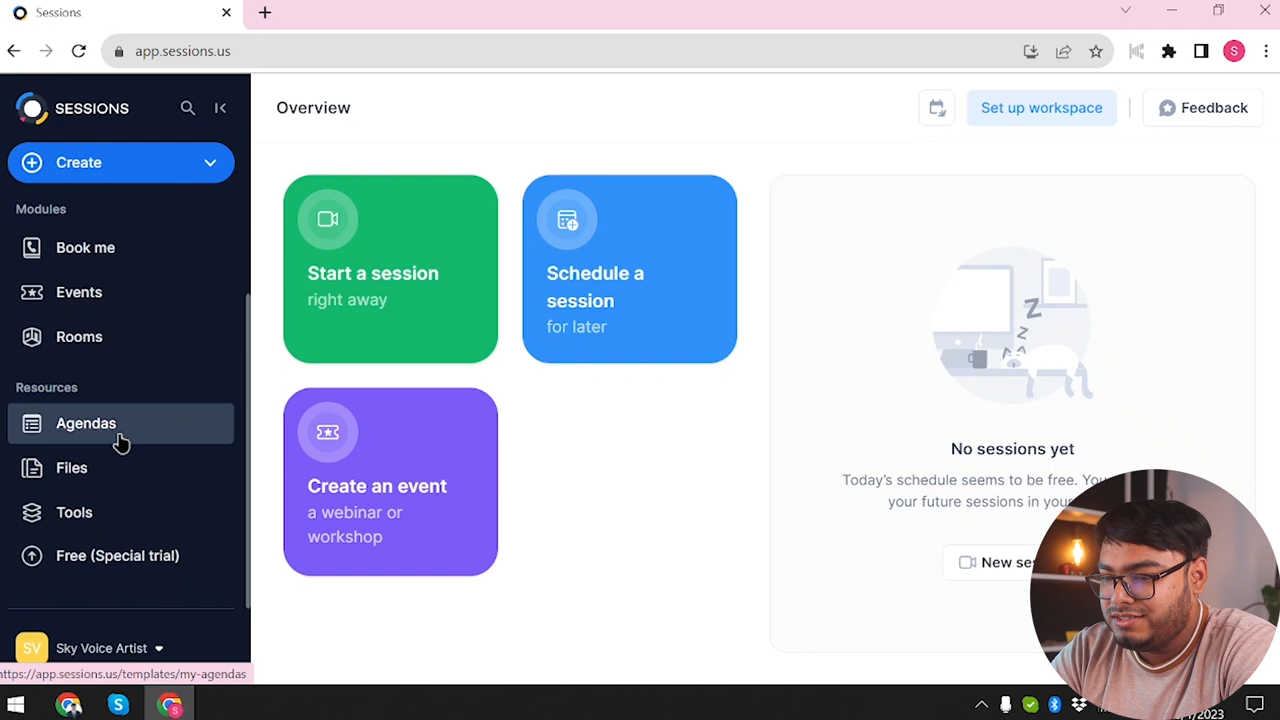 Sessions
app.sessions.us
S
SESSIONS
Overview
Set up workspace
Feedback
Create
Modules
Book me
Events
Rooms
Resources
Agendas
Files
Tools
Free (Special trial)
SV Sky Voice Artist
https://app.sessions.us/templates/my-agendas
Start a session
right away
Schedule a
session
for later
Create an event
a webinar or
workshop
Z
Z
No sessions yet
Today's schedule seems to be free.
your future sessions in
New
/2023